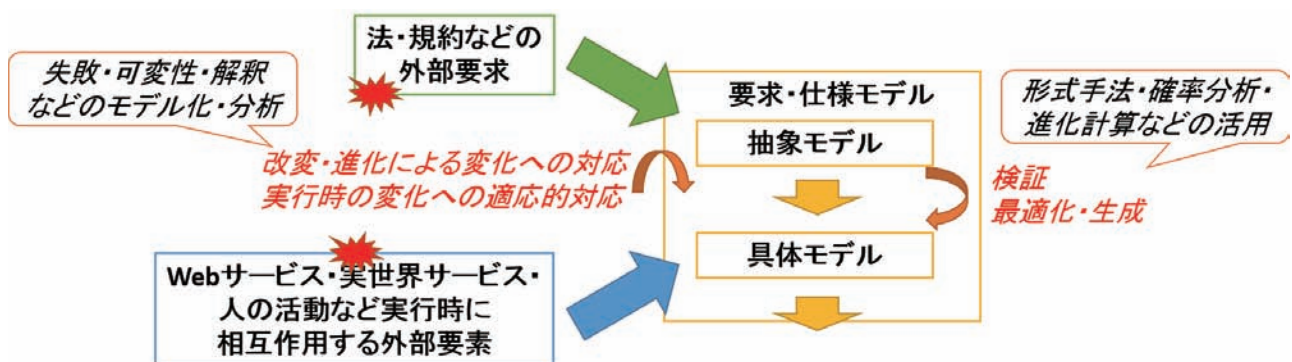 法・規約などの
外部要求
失敗・可変性・解釈
などのモデル化・分析
要求・仕様モデル
抽象モデル
形式手法・確率分析・
進化計算などの活用
改変・進化による変化への対応
実行時の変化への適応的対応
検証
最適化・生成
具体モデル
Webサービス・実世界サービス・
人の活動など実行時に
相互作用する外部要素